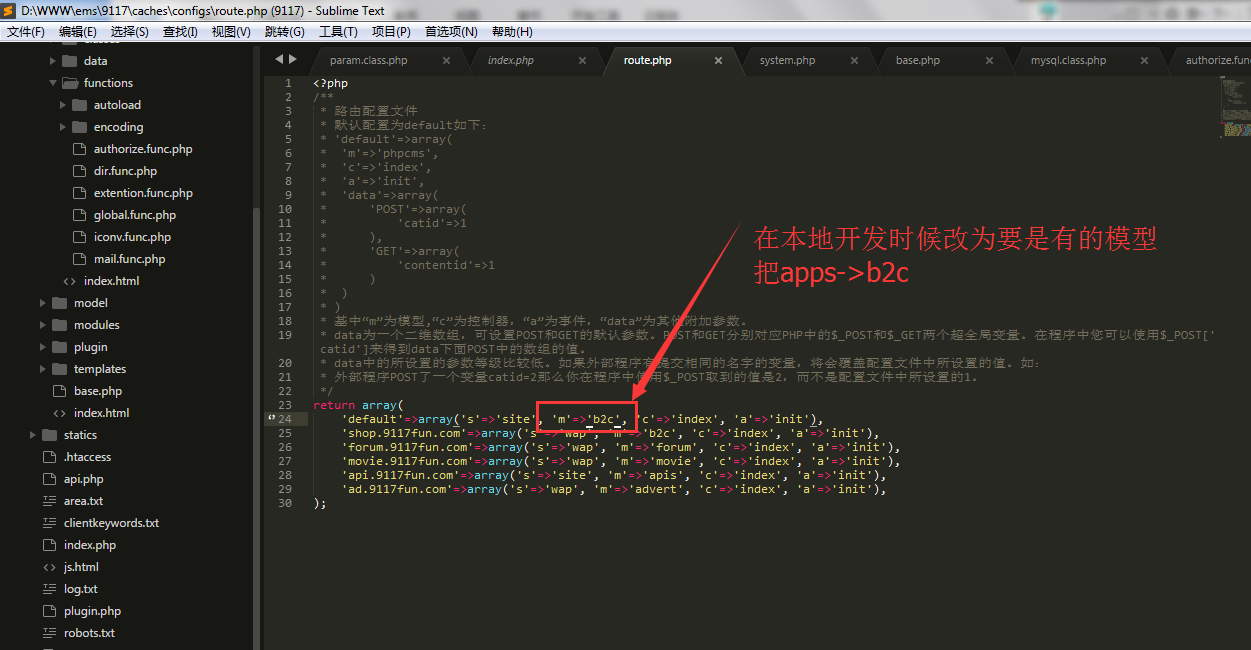 D:\WWW\ems\9117\caches\configs\route.php (9117) - Sublime Text
文件(F) 编辑(E) 选择(S) 查找(I) 视图(V) 跳转(G) 工具(T) 项目(P) 首选项(N) 帮助(H)
data
functions
autoload
encoding
authorize.func.php
dir.func.php
extention.func.php
global.func.php
iconv.func.php
mail.func.php
index.html
model
modules
plugin
templates
base.php
index.html
statics
.htaccess
api.php
area.txt
clientkeywords.txt
index.php
js.html
log.txt
plugin.php
robots.txt
param.class.php index.php route.php system.php base.php mysql.class.php authorize.fun
1 <?php
2 /**
3  * 路由配置文件
4  * 默认配置为default如下：
5  * 'default'=>array(
6  *  'm'=>'phpcms',
7  *  'c'=>'index',
8  *  'a'=>'init',
9  *  'data'=>array(
10  *      'POST'=>array(
11  *          'catid'=>1
12  *      ),
13  *      'GET'=>array(
14  *          'contentid'=>1
15  *      )
16  *  )
17  * )
18  * 基中“m”为模型,“c”为控制器，“a”为事件，“data”为其他附加参数。
19  * data为一个二维数组，可设置POST和GET的默认参数。POST和GET分别对应PHP中的$_POST和$_GET两个超全局变量。在程序中您可以使用$_POST['
catid']来得到data下面POST中的数组的值。
20  * data中的所设置的参数等级比较低。如果外部程序有提交相同的名字的变量，将会覆盖配置文件中所设置的值。如：
21  * 外部程序POST了一个变量catid=2那么你在程序中使用$_POST取到的值是2，而不是配置文件中所设置的1。
22  */
23 return array(
24     'default'=>array('s'=>'site', 'm'=>'b2c', 'c'=>'index', 'a'=>'init'),
25     'shop.9117fun.com'=>array('s'=>'wap', 'm'=>'b2c', 'c'=>'index', 'a'=>'init'),
26     'forum.9117fun.com'=>array('s'=>'wap', 'm'=>'forum', 'c'=>'index', 'a'=>'init'),
27     'movie.9117fun.com'=>array('s'=>'wap', 'm'=>'movie', 'c'=>'index', 'a'=>'init'),
28     'api.9117fun.com'=>array('s'=>'site', 'm'=>'apis', 'c'=>'index', 'a'=>'init'),
29     'ad.9117fun.com'=>array('s'=>'wap', 'm'=>'advert', 'c'=>'index', 'a'=>'init'),
30 );
在本地开发时候改为要是有的模型
把apps->b2c